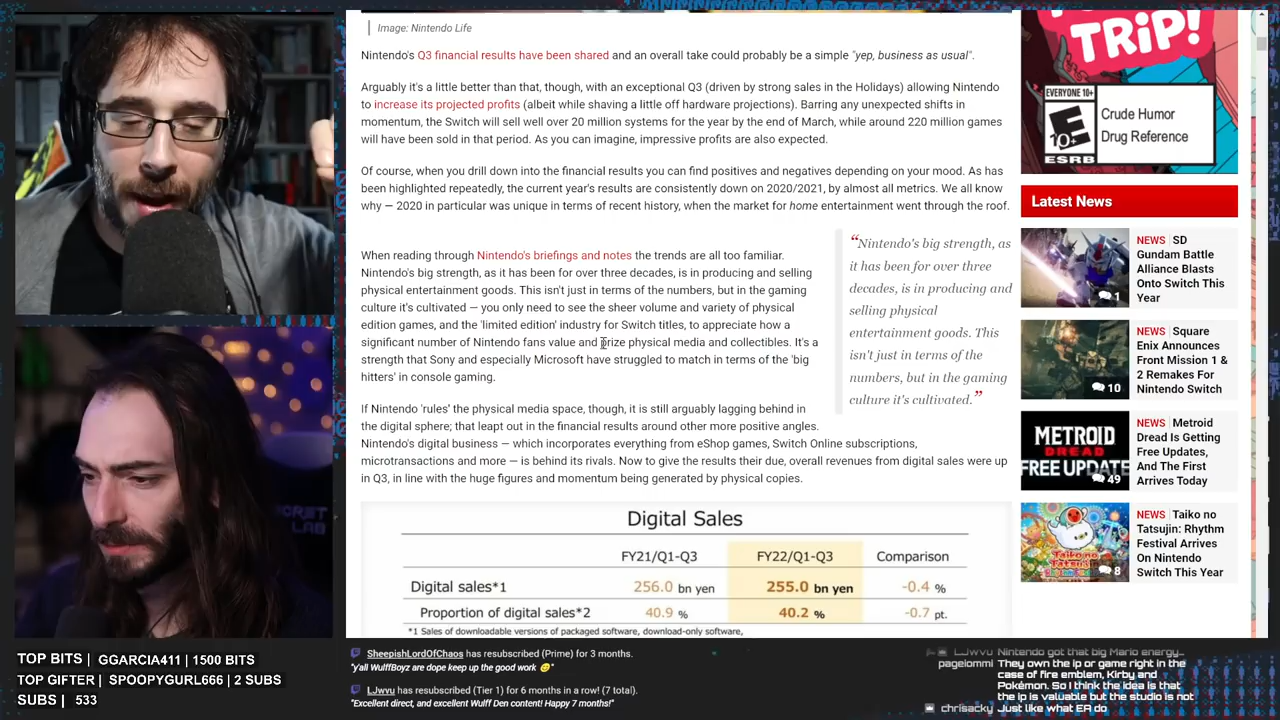 Image: Nintendo Life
Nintendo's Q3 financial results have been shared and an overall take could probably be a simple "yep, business as usual".
Arguably it's a little better than that, though, with an exceptional Q3 (driven by strong sales in the Holidays) allowing Nintendo
to increase its projected profits (albeit while shaving a little off hardware projections). Barring any unexpected shifts in
momentum, the Switch will sell well over 20 million systems for the year by the end of March, while around 220 million games
will have been sold in that period. As you can imagine, impressive profits are also expected.
Of course, when you drill down into the financial results you can find positives and negatives depending on your mood. As has
been highlighted repeatedly, the current year's results are consistently down on 2020/2021, by almost all metrics. We all know
why — 2020 in particular was unique in terms of recent history, when the market for home entertainment went through the roof.
When reading through Nintendo's briefings and notes the trends are all too familiar.
Nintendo's big strength, as it has been for over three decades, is in producing and selling
physical entertainment goods. This isn't just in terms of the numbers, but in the gaming
culture it's cultivated — you only need to see the sheer volume and variety of physical
edition games, and the 'limited edition' industry for Switch titles, to appreciate how a
significant number of Nintendo fans value and prize physical media and collectibles. It's a
strength that Sony and especially Microsoft have struggled to match in terms of the 'big
hitters' in console gaming.
"Nintendo's big strength, as
it has been for over three
decades, is in producing and
selling physical
entertainment goods. This
isn't just in terms of the
numbers, but in the gaming
culture it's cultivated."
If Nintendo 'rules' the physical media space, though, it is still arguably lagging behind in
the digital sphere; that leapt out in the financial results around other more positive angles.
Nintendo's digital business — which incorporates everything from eShop games, Switch Online subscriptions,
microtransactions and more — is behind its rivals. Now to give the results their due, overall revenues from digital sales were up
in Q3, in line with the huge figures and momentum being generated by physical copies.
Digital Sales
FY21/Q1-Q3 FY22/Q1-Q3 Comparison
Digital sales*1 256.0 bn yen 255.0 bn yen -0.4 %
Proportion of digital sales*2 40.9 % 40.2 % -0.7 pt.
*1 Sales of downloadable versions of packaged software, download-only software,
TRiP!
EVERYONE 10+
E
10+
ESRB
Crude Humor
Drug Reference
Latest News
NEWS | SD
Gundam Battle
Alliance Blasts
Onto Switch This
Year
1
NEWS | Square
Enix Announces
Front Mission 1 &
2 Remakes For
Nintendo Switch
10
METROID
DREAD
FREE UPDATE
49
NEWS | Metroid
Dread Is Getting
Free Updates,
And The First
Arrives Today
NEWS | Taiko no
Tatsujin: Rhythm
Festival Arrives
On Nintendo
Switch This Year
8
TOP BITS | GGARCIA411 | 1500 BITS
TOP GIFTER | SPOOPYGURL666 | 2 SUBS
SUBS | 533
SheepishLordOfChaos has resubscribed (Prime) for 3 months.
"y'all WulffBoyz are dope keep up the good work 😊"
LJwvu has resubscribed (Tier 1) for 6 months in a row! (7 total).
"Excellent direct, and excellent Wulff Den content! Happy 7 months!"
LJwvu Nintendo got that big Mario energy...
pageiommi They own the ip or game right in the
case of fire emblem, Kirby and
Pokémon. So I think the idea is that
the ip is valuable but the studio is not
chrisacky Just like what EA do